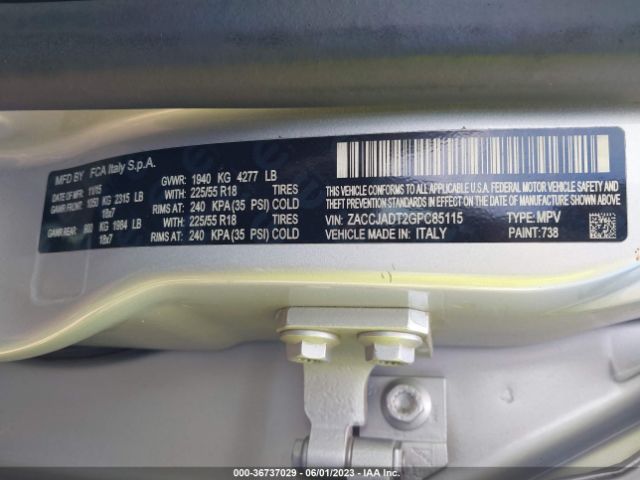 MFD BY FCA Italy S.p.A.
DATE OF MFR 11/15 GVWR: 1940 KG 4277 LB
GAWR FRONT: 1050 KG 2315 LB WITH: 225/55 R18 TIRES
18x7 RIMS AT: 240 KPA (35 PSI) COLD
GAWR REAR: 900 KG 1984 LB WITH: 225/55 R18 TIRES
18x7 RIMS AT: 240 KPA (35 PSI) COLD
THIS VEHICLE CONFORMS TO ALL APPLICABLE U.S.A. FEDERAL MOTOR VEHICLE SAFETY, BUMPER, AND
THEFT PREVENTION STANDARDS IN EFFECT ON THE DATE OF MANUFACTURE SHOWN ABOVE.
VIN: ZACCJADT2GPC85115 TYPE: MPV
VEHICLE MADE IN: ITALY PAINT:738
000-36737029 - 06/01/2023 - IAA Inc.